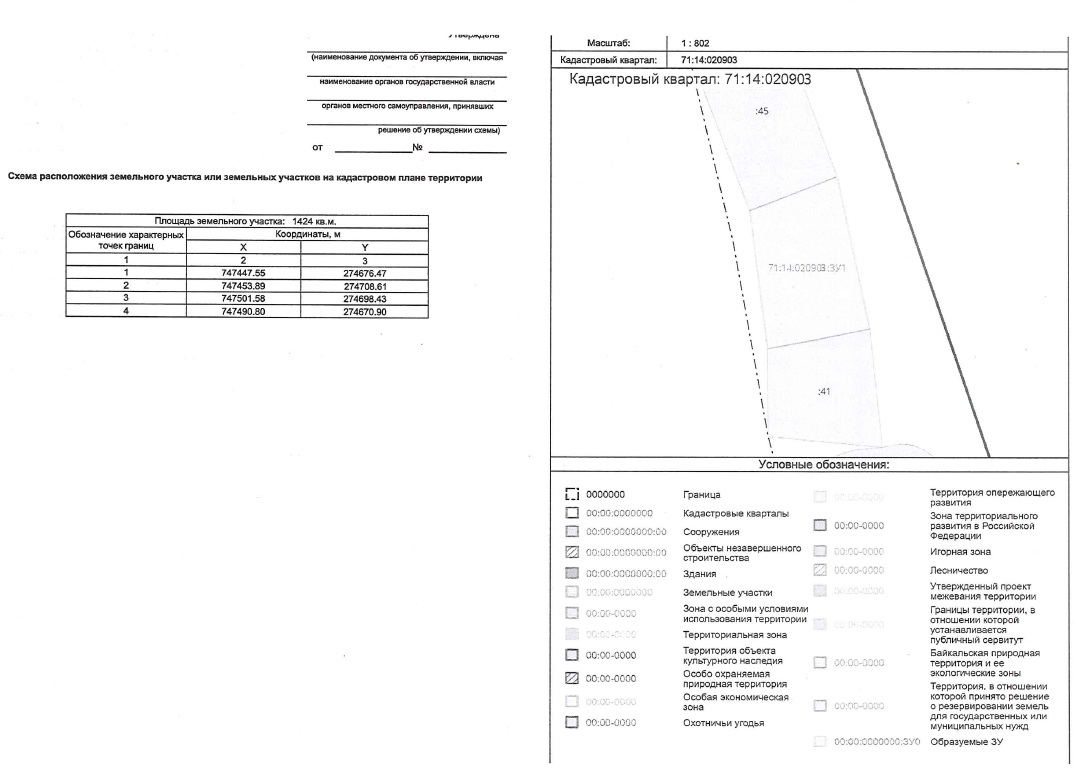 Утверждена
(наименование документа об утверждении, включая
наименование органов государственной власти
органов местного самоуправления, принявших
решение об утверждении схемы)
от №
Схема расположения земельного участка или земельных участков на кадастровом плане территории
Площадь земельного участка: 1424 кв.м.
Обозначение характерных точек границ
Координаты, м
X Y
1 2 3
1 747447.55 274676.47
2 747453.89 274708.61
3 747501.58 274698.43
4 747490.80 274670.90
Масштаб: 1 : 802
Кадастровый квартал: 71:14:020903
Кадастровый квартал: 71:14:020903
:45
71:14:020903:ЗУ1
:41
Условные обозначения:
0000000 Граница
00:00:0000000 Кадастровые кварталы
00:00:0000000:00 Сооружения
00:00:0000000:00 Объекты незавершенного
строительства
00:00:0000000:00 Здания
00:00:0000000 Земельные участки
00:00-0000 Зона с особыми условиями
использования территории
00:00-0000 Территориальная зона
00:00-0000 Территория объекта
культурного наследия
00:00-0000 Особо охраняемая
природная территория
00:00-0000 Особая экономическая
зона
00:00-0000 Охотничьи угодья
00:00-0000 Территория опережающего
развития
00:00-0000 Зона территориального
развития в Российской
Федерации
00:00-0000 Игорная зона
00:00-0000 Лесничество
00:00-0000 Утвержденный проект
межевания территории
00:00-0000 Границы территории, в
отношении которой
устанавливается
публичный сервитут
00:00-0000 Байкальская природная
территория и ее
экологические зоны
00:00-0000 Территория, в отношении
которой принято решение
о резервировании земель
для государственных или
муниципальных нужд
00:00:0000000:ЗУ0 Образуемые ЗУ